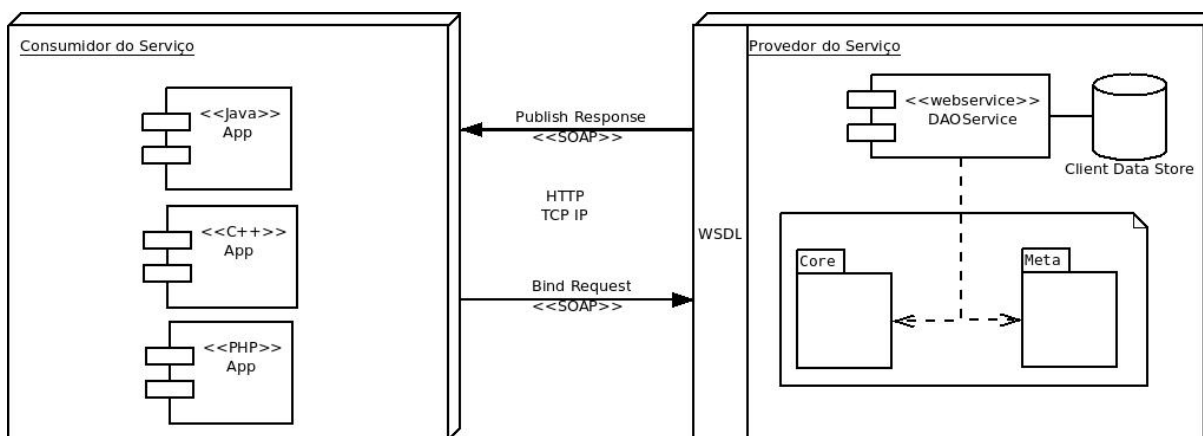 Consumidor do Serviço
<<Java>>
App
<<C++>>
App
<<PHP>>
App
Publish Response
<<SOAP>>
HTTP
TCP IP
Bind Request
<<SOAP>>
WSDL
Provedor do Serviço
<<webservice>>
DAOService
Client Data Store
Core
Meta